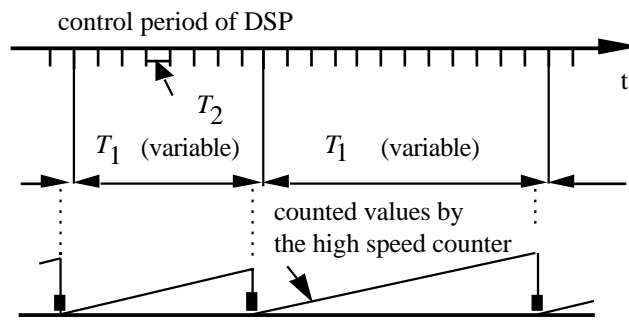 control period of DSP
t
T2
T1 (variable)
T1 (variable)
counted values by
the high speed counter